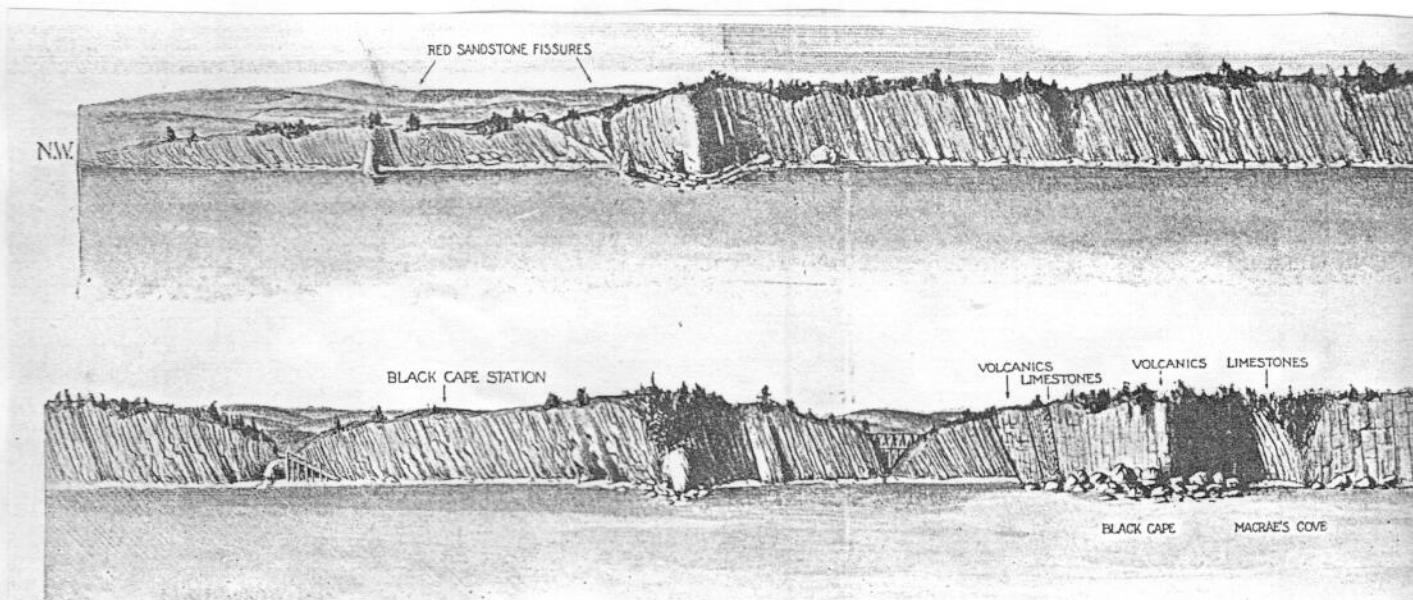 RED SANDSTONE FISSURES
N.W.
BLACK CAPE STATION
VOLCANICS
LIMESTONES
VOLCANICS
LIMESTONES
BLACK CAPE
MACRAE'S COVE